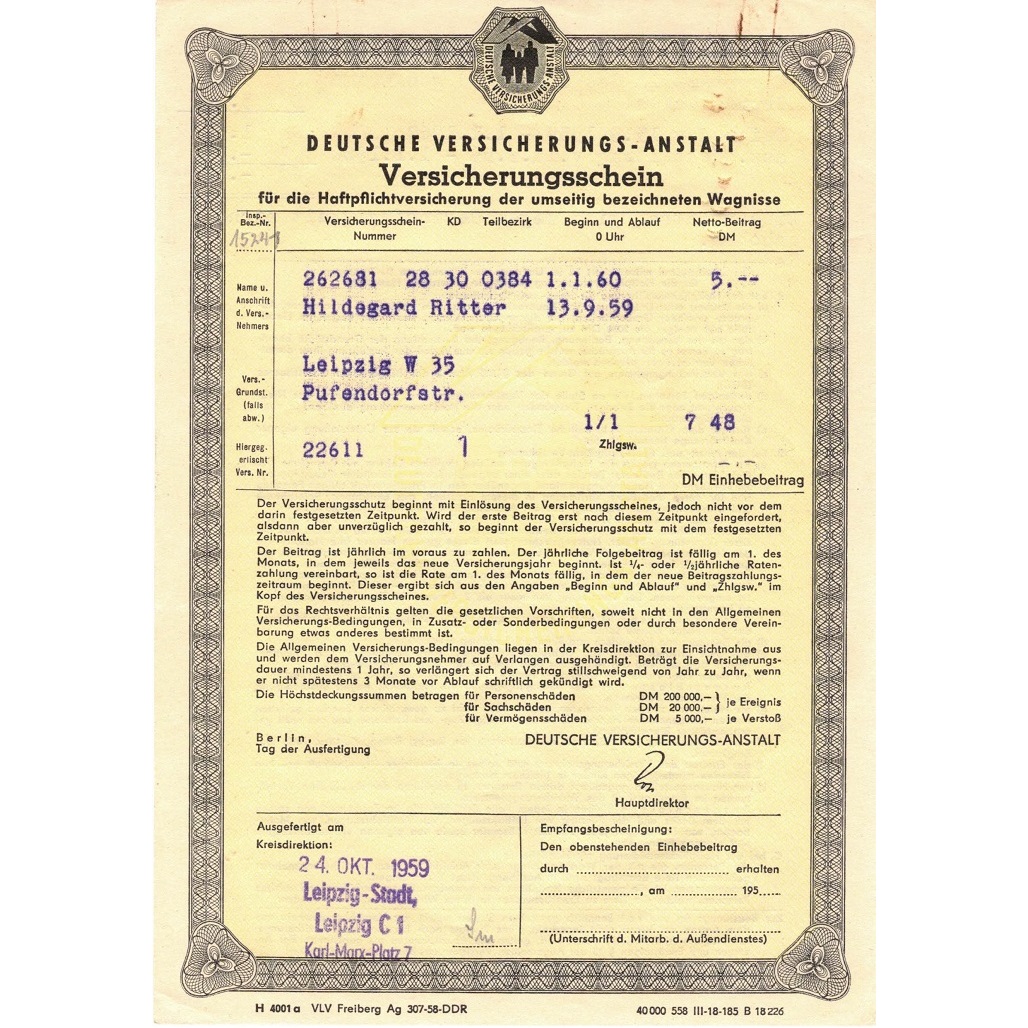 DEUTSCHE VERSICHERUNGS-ANSTALT
DEUTSCHE VERSICHERUNGS-ANSTALT
Versicherungsschein
für die Haftpflichtversicherung der umseitig bezeichneten Wagnisse
Insp.-
Bez.-Nr.
Versicherungsschein-
Nummer
KD
Teilbezirk
Beginn und Ablauf
0 Uhr
Netto-Beitrag
DM
15241
Name u.
Anschrift
d. Vers.-
Nehmers
262681 28 30 0384 1.1.60 5.--
Hildegard Ritter 13.9.59
Leipzig W 35
Vers.-
Grundst.
(falls
abw.)
Pufendorfstr.
1/1 7 48
Zhlgsw.
Hiergeg.
erlischt
Vers. Nr.
22611 1
DM Einhebebeitrag
Der Versicherungsschutz beginnt mit Einlösung des Versicherungsscheines, jedoch nicht vor dem
darin festgesetzten Zeitpunkt. Wird der erste Beitrag erst nach diesem Zeitpunkt eingefordert,
alsdann aber unverzüglich gezahlt, so beginnt der Versicherungsschutz mit dem festgesetzten
Zeitpunkt.
Der Beitrag ist jährlich im voraus zu zahlen. Der jährliche Folgebeitrag ist fällig am 1. des
Monats, in dem jeweils das neue Versicherungsjahr beginnt. Ist ¼- oder ½jährliche Raten-
zahlung vereinbart, so ist die Rate am 1. des Monats fällig, in dem der neue Beitragszahlungs-
zeitraum beginnt. Dieser ergibt sich aus den Angaben „Beginn und Ablauf" und „Zhlgsw." im
Kopf des Versicherungsscheines.
Für das Rechtsverhältnis gelten die gesetzlichen Vorschriften, soweit nicht in den Allgemeinen
Versicherungs-Bedingungen, in Zusatz- oder Sonderbedingungen oder durch besondere Verein-
barung etwas anderes bestimmt ist.
Die Allgemeinen Versicherungs-Bedingungen liegen in der Kreisdirektion zur Einsichtnahme aus
und werden dem Versicherungsnehmer auf Verlangen ausgehändigt. Beträgt die Versicherungs-
dauer mindestens 1 Jahr, so verlängert sich der Vertrag stillschweigend von Jahr zu Jahr, wenn
er nicht spätestens 3 Monate vor Ablauf schriftlich gekündigt wird.
Die Höchstdeckungssummen betragen für Personenschäden DM 200 000,—
für Sachschäden DM 20 000.— } je Ereignis
für Vermögensschäden DM 5 000,— je Verstoß
Berlin,
Tag der Ausfertigung
DEUTSCHE VERSICHERUNGS-ANSTALT
Hauptdirektor
Ausgefertigt am
Kreisdirektion:
24. OKT. 1959
Leipzig-Stadt,
Leipzig C 1
Karl-Marx-Platz 7
Empfangsbescheinigung:
Den obenstehenden Einhebebeitrag
durch .......... erhalten
.........., am .......... 195.....
(Unterschrift d. Mitarb. d. Außendienstes)
H 4001a VLV Freiberg Ag 307-58-DDR
40000 558 III-18-185 B 18226